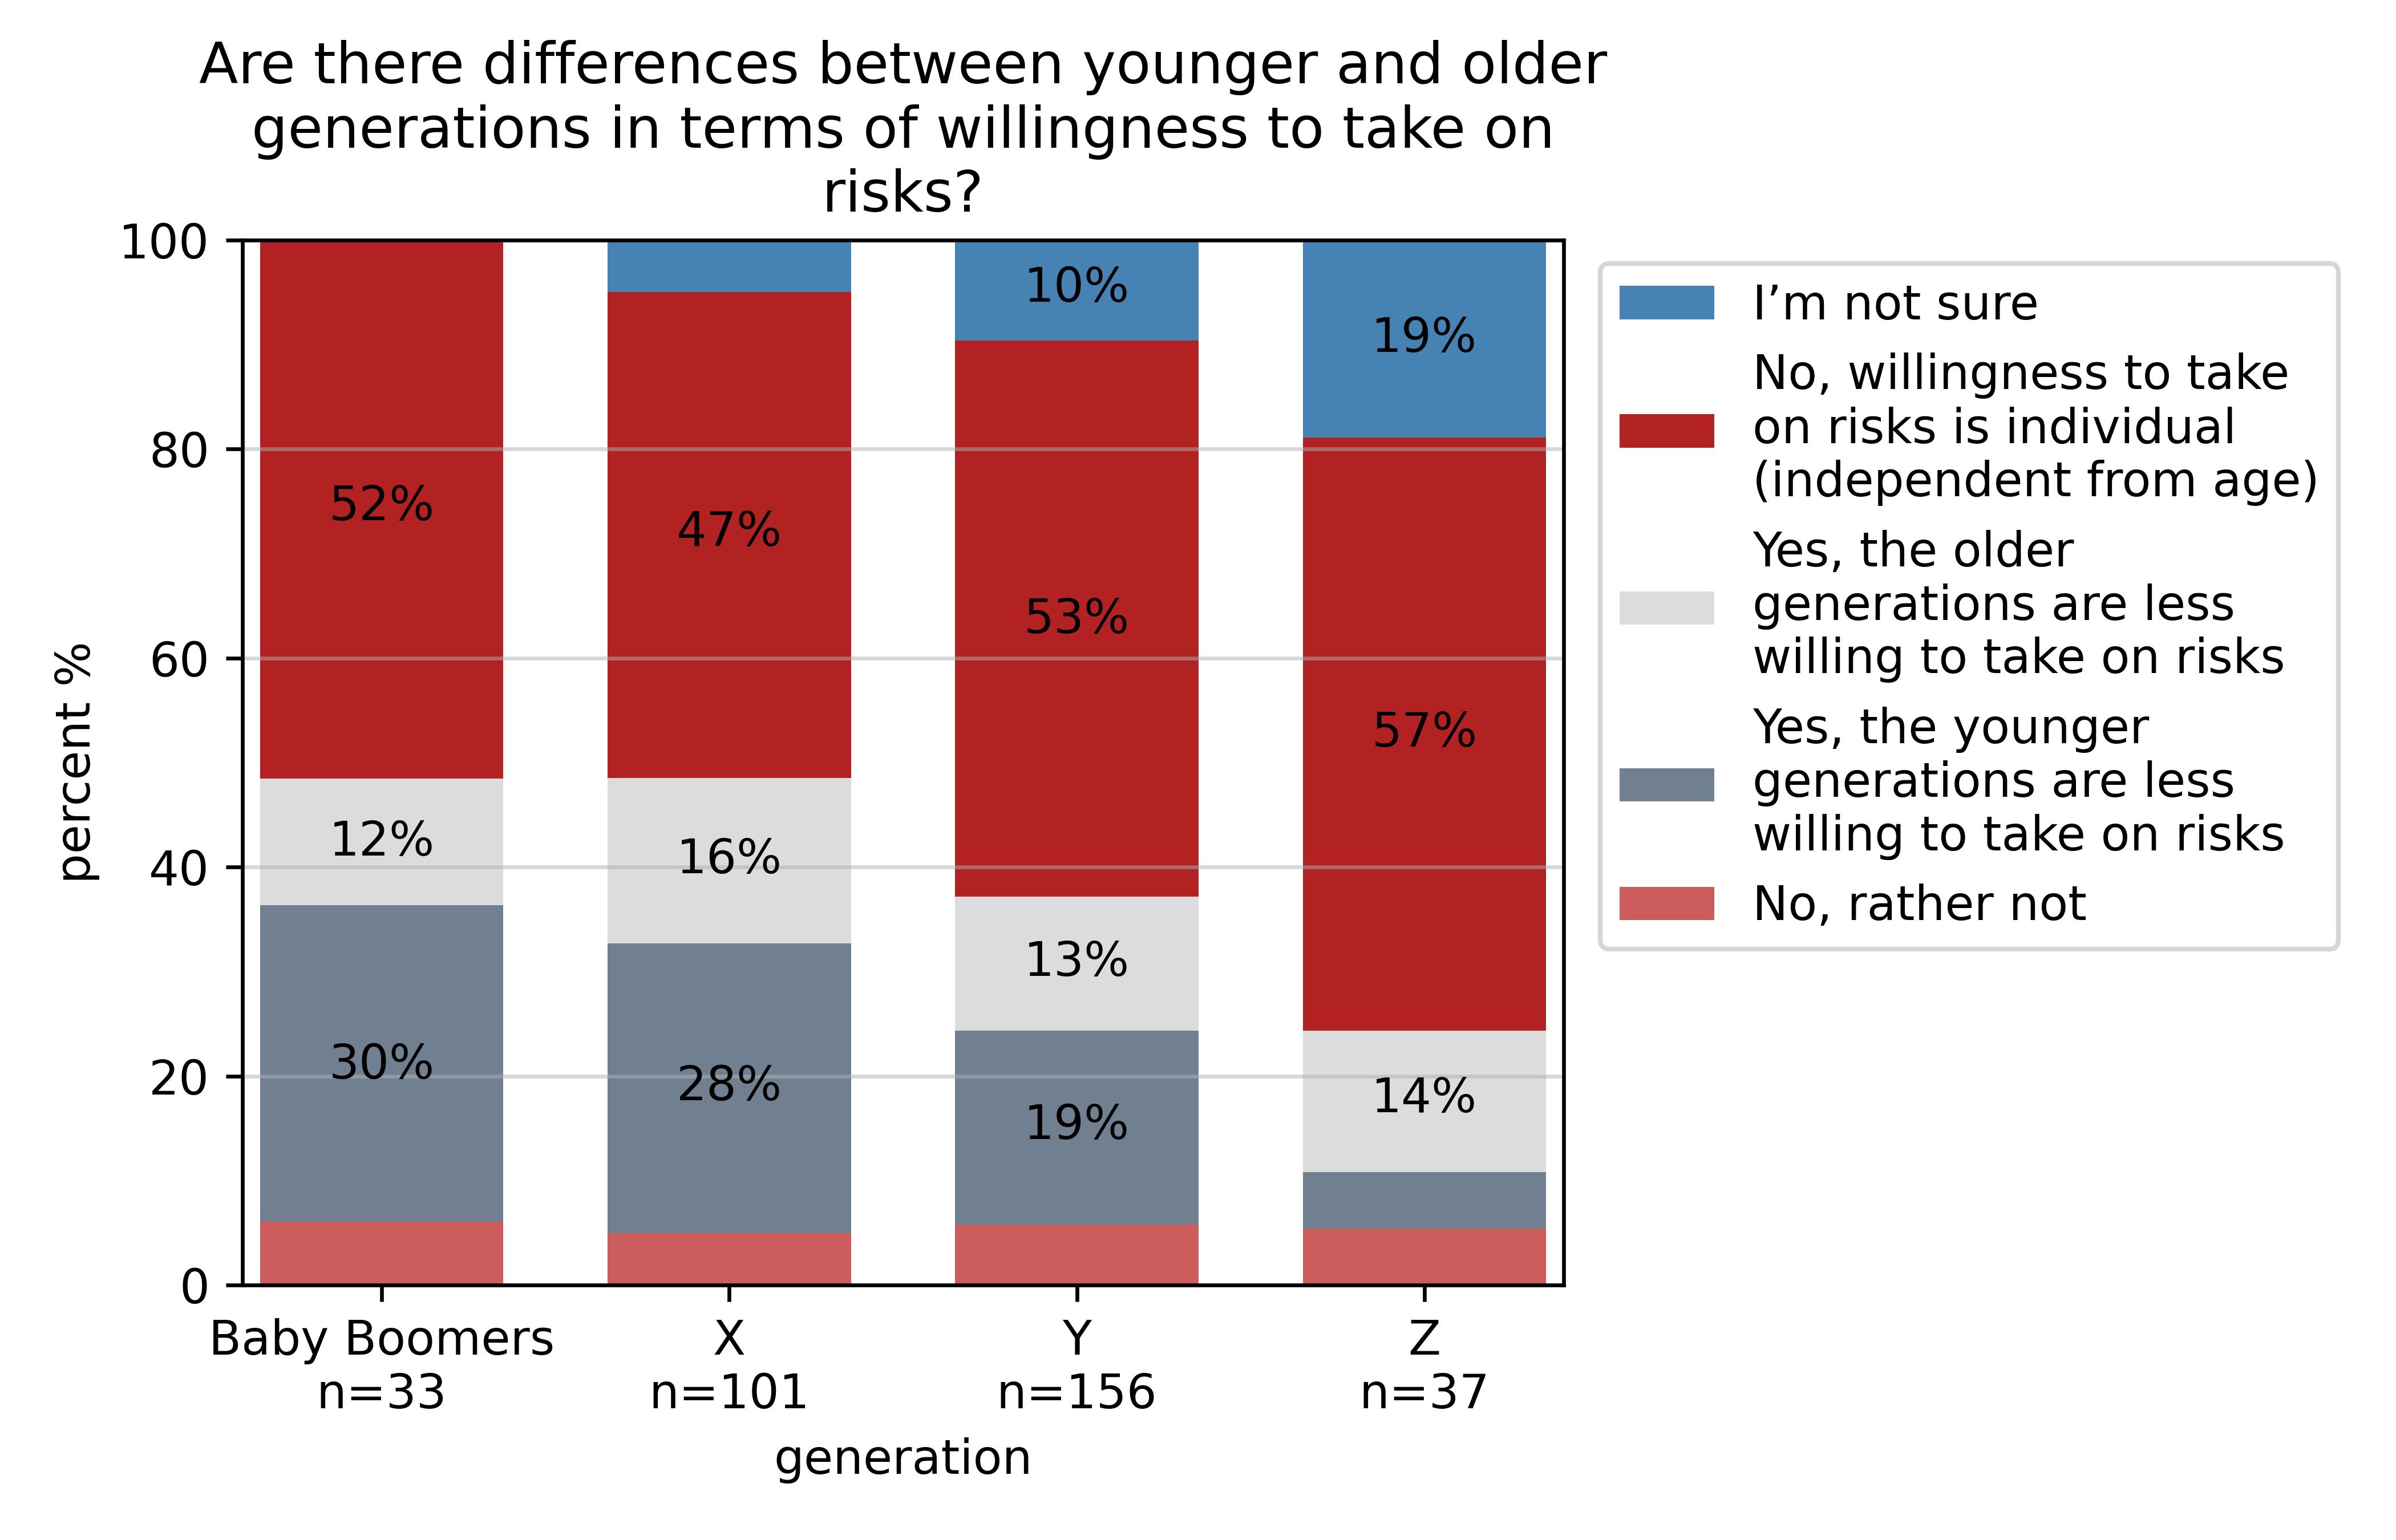 Are there differences between younger and older
generations in terms of willingness to take on
risks?
100
80
60
40
20
0
percent %
52%
12%
30%
47%
16%
28%
10%
53%
13%
19%
19%
57%
14%
Baby Boomers
n=33
X
n=101
Y
n=156
Z
n=37
generation
I’m not sure
No, willingness to take
on risks is individual
(independent from age)
Yes, the older
generations are less
willing to take on risks
Yes, the younger
generations are less
willing to take on risks
No, rather not